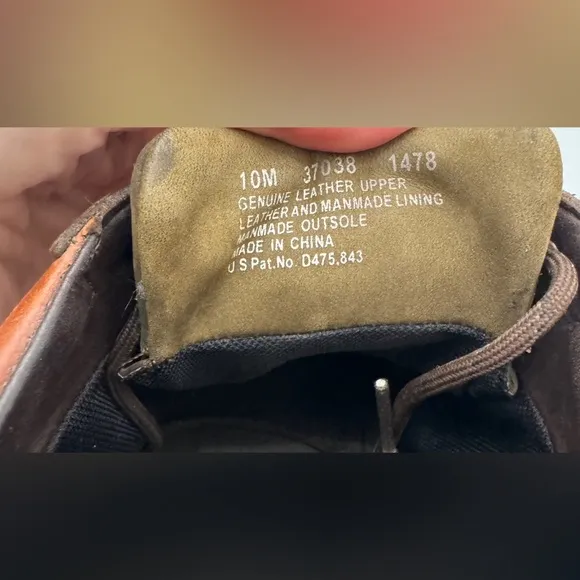 10M 37038 1478
GENUINE LEATHER UPPER
LEATHER AND MANMADE LINING
MANMADE OUTSOLE
MADE IN CHINA
U S Pat.No. D475,843